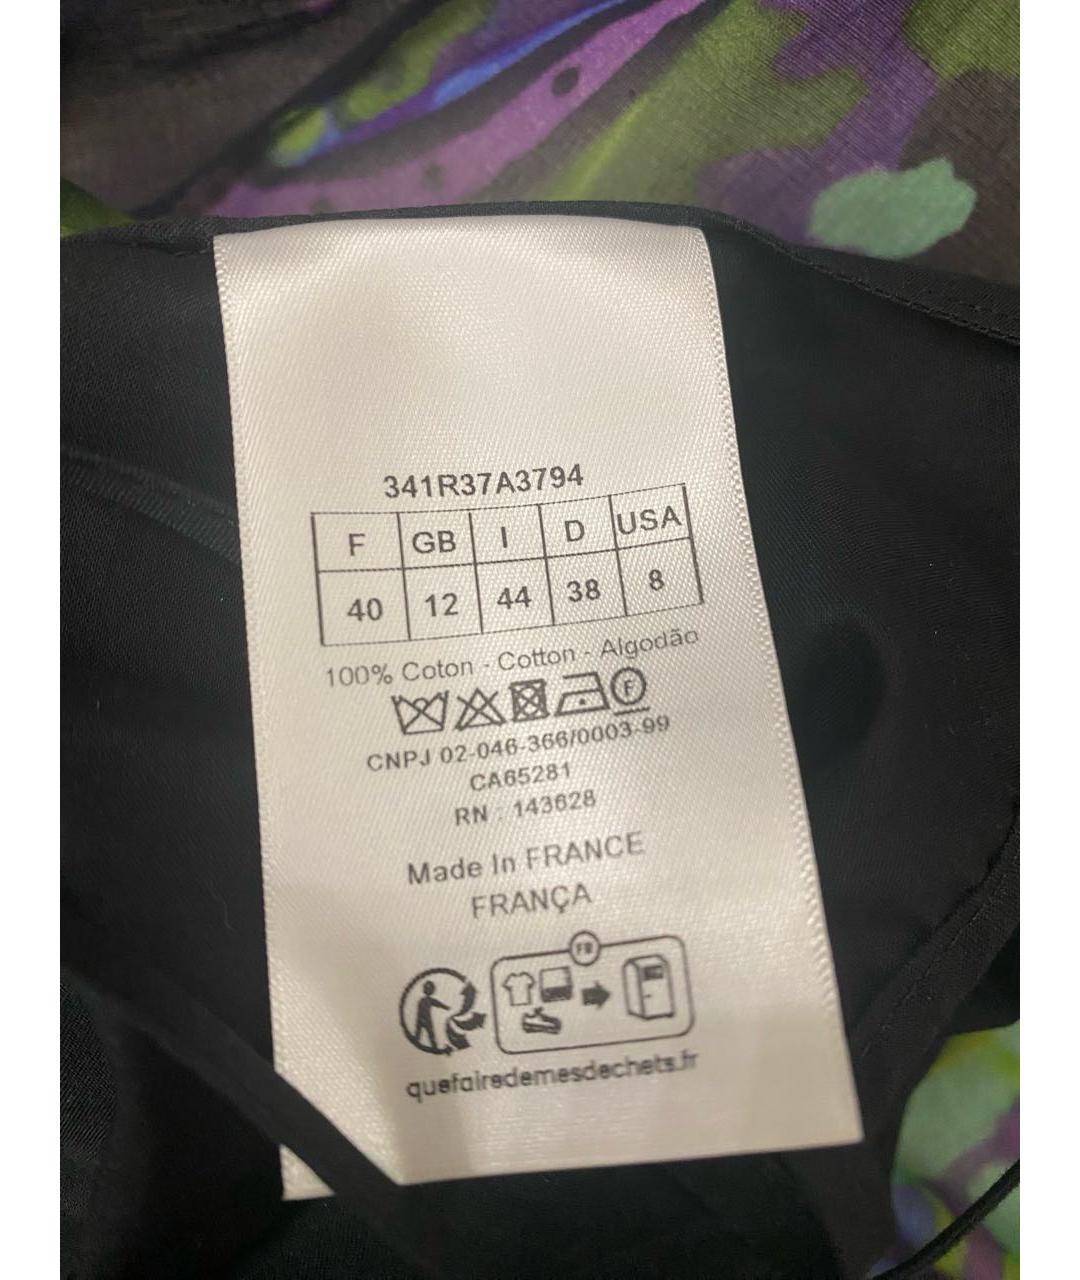 341R37A3794
F GB I D USA
40 12 44 38 8
100% Coton - Cotton - Algodão
F
CNPJ 02-046-366/0003-99
CA65281
RN : 143628
Made In FRANCE
FRANÇA
FR
quefairedemesdechets.fr